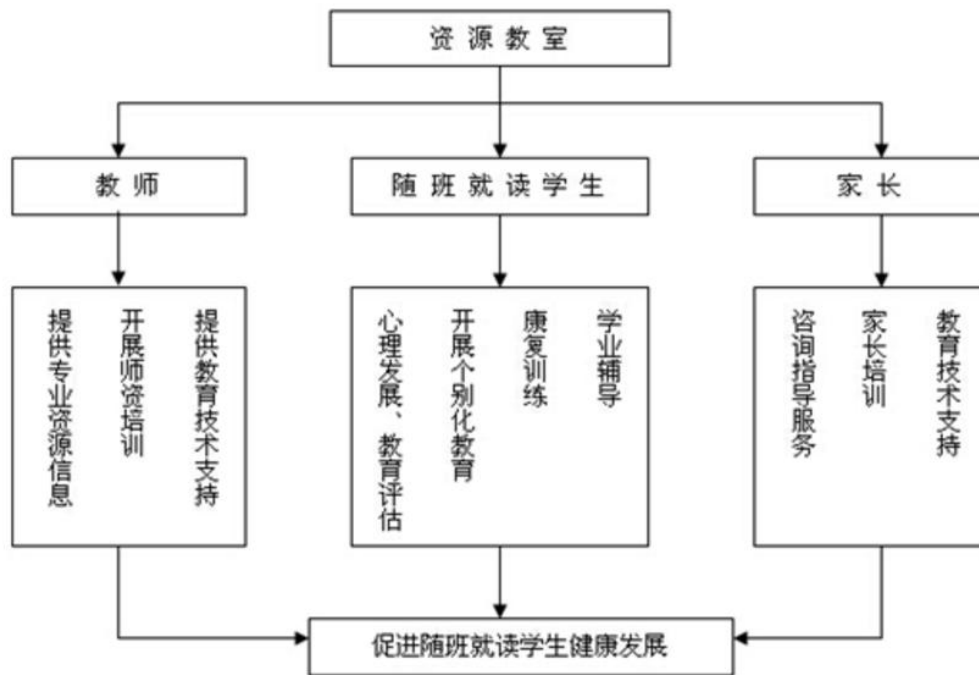 资源教室
教师
随班就读学生
家长
提供专业资源信息
开展师资培训
提供教育技术支持
心理发展、教育评估
开展个别化教育
康复训练
学业辅导
咨询指导服务
家长培训
教育技术支持
促进随班就读学生健康发展